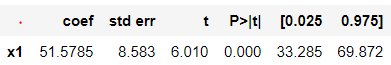 coef std err t P>|t| [0.025 0.975]
x1 51.5785 8.583 6.010 0.000 33.285 69.872